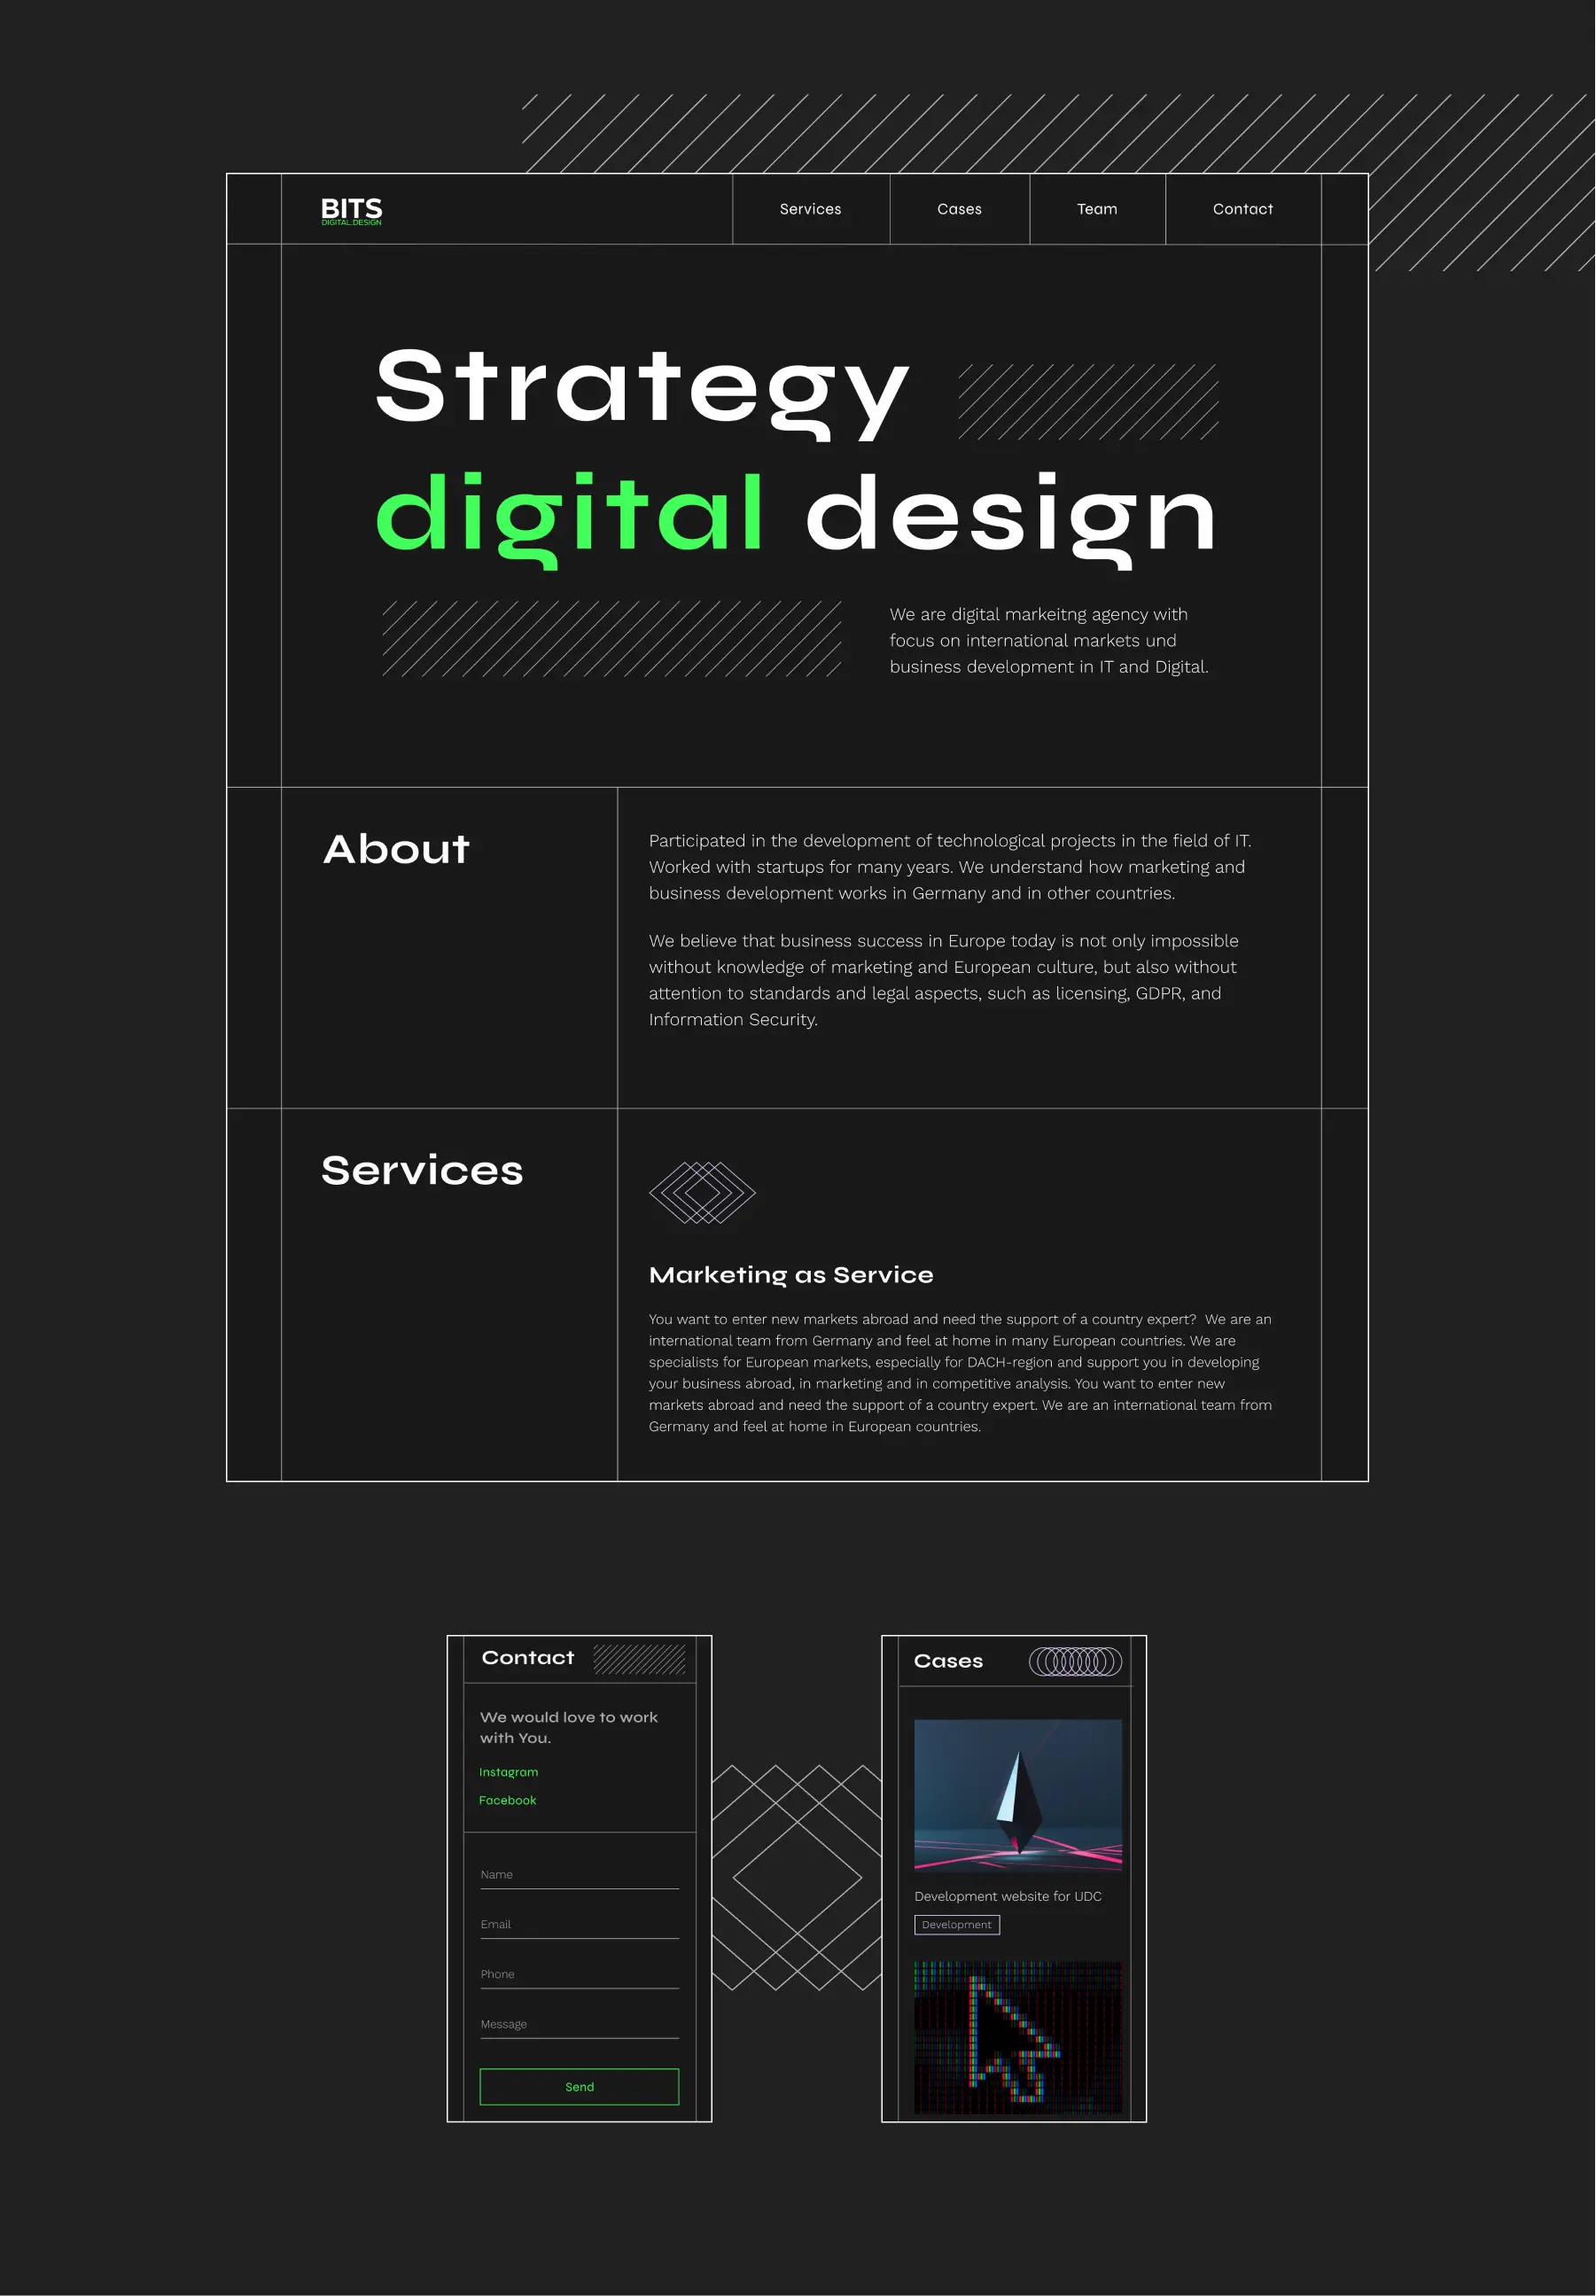 BITS
DIGITAL:DESIGN
Services
Cases
Team
Contact
Strategy
digital design
We are digital markeitng agency with
focus on international markets und
business development in IT and Digital.
About
Participated in the development of technological projects in the field of IT.
Worked with startups for many years. We understand how marketing and
business development works in Germany and in other countries.
We believe that business success in Europe today is not only impossible
without knowledge of marketing and European culture, but also without
attention to standards and legal aspects, such as licensing, GDPR, and
Information Security.
Services
Marketing as Service
You want to enter new markets abroad and need the support of a country expert? We are an
international team from Germany and feel at home in many European countries. We are
specialists for European markets, especially for DACH-region and support you in developing
your business abroad, in marketing and in competitive analysis. You want to enter new
markets abroad and need the support of a country expert. We are an international team from
Germany and feel at home in European countries.
Contact
We would love to work
with You.
Instagram
Facebook
Name
Email
Phone
Message
Send
Cases
Development website for UDC
Development